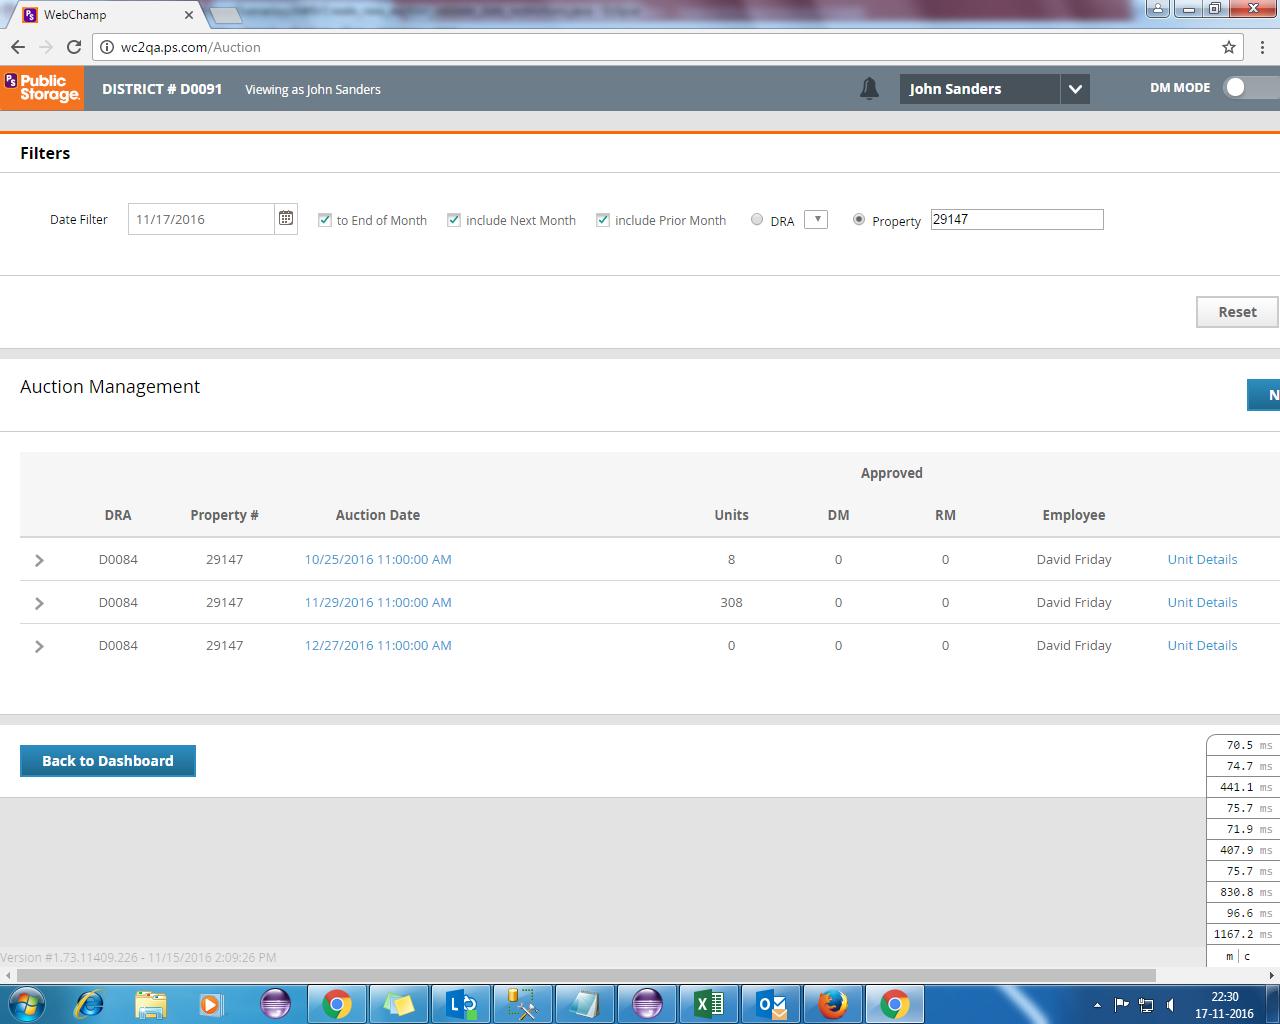 WebChamp
wc2qa.ps.com/Auction
PS Public Storage. DISTRICT # D0091 Viewing as John Sanders John Sanders DM MODE
Filters
Date Filter 11/17/2016 to End of Month include Next Month include Prior Month DRA Property 29147
Reset
Auction Management
N
Approved
DRA Property # Auction Date Units DM RM Employee
D0084 29147 10/25/2016 11:00:00 AM 8 0 0 David Friday Unit Details
D0084 29147 11/29/2016 11:00:00 AM 308 0 0 David Friday Unit Details
D0084 29147 12/27/2016 11:00:00 AM 0 0 0 David Friday Unit Details
Back to Dashboard
70.5 ms
74.7 ms
441.1 ms
75.7 ms
71.9 ms
407.9 ms
75.7 ms
830.8 ms
96.6 ms
1167.2 ms
m | c
Version #1.73.11409.226 - 11/15/2016 2:09:26 PM
22:30
17-11-2016